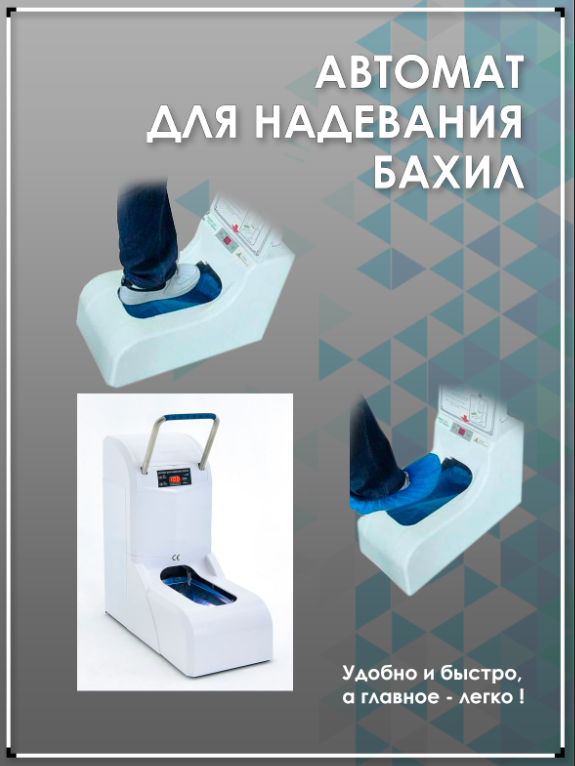 АВТОМАТ
ДЛЯ НАДЕВАНИЯ
БАХИЛ
Удобно и быстро,
а главное - легко !